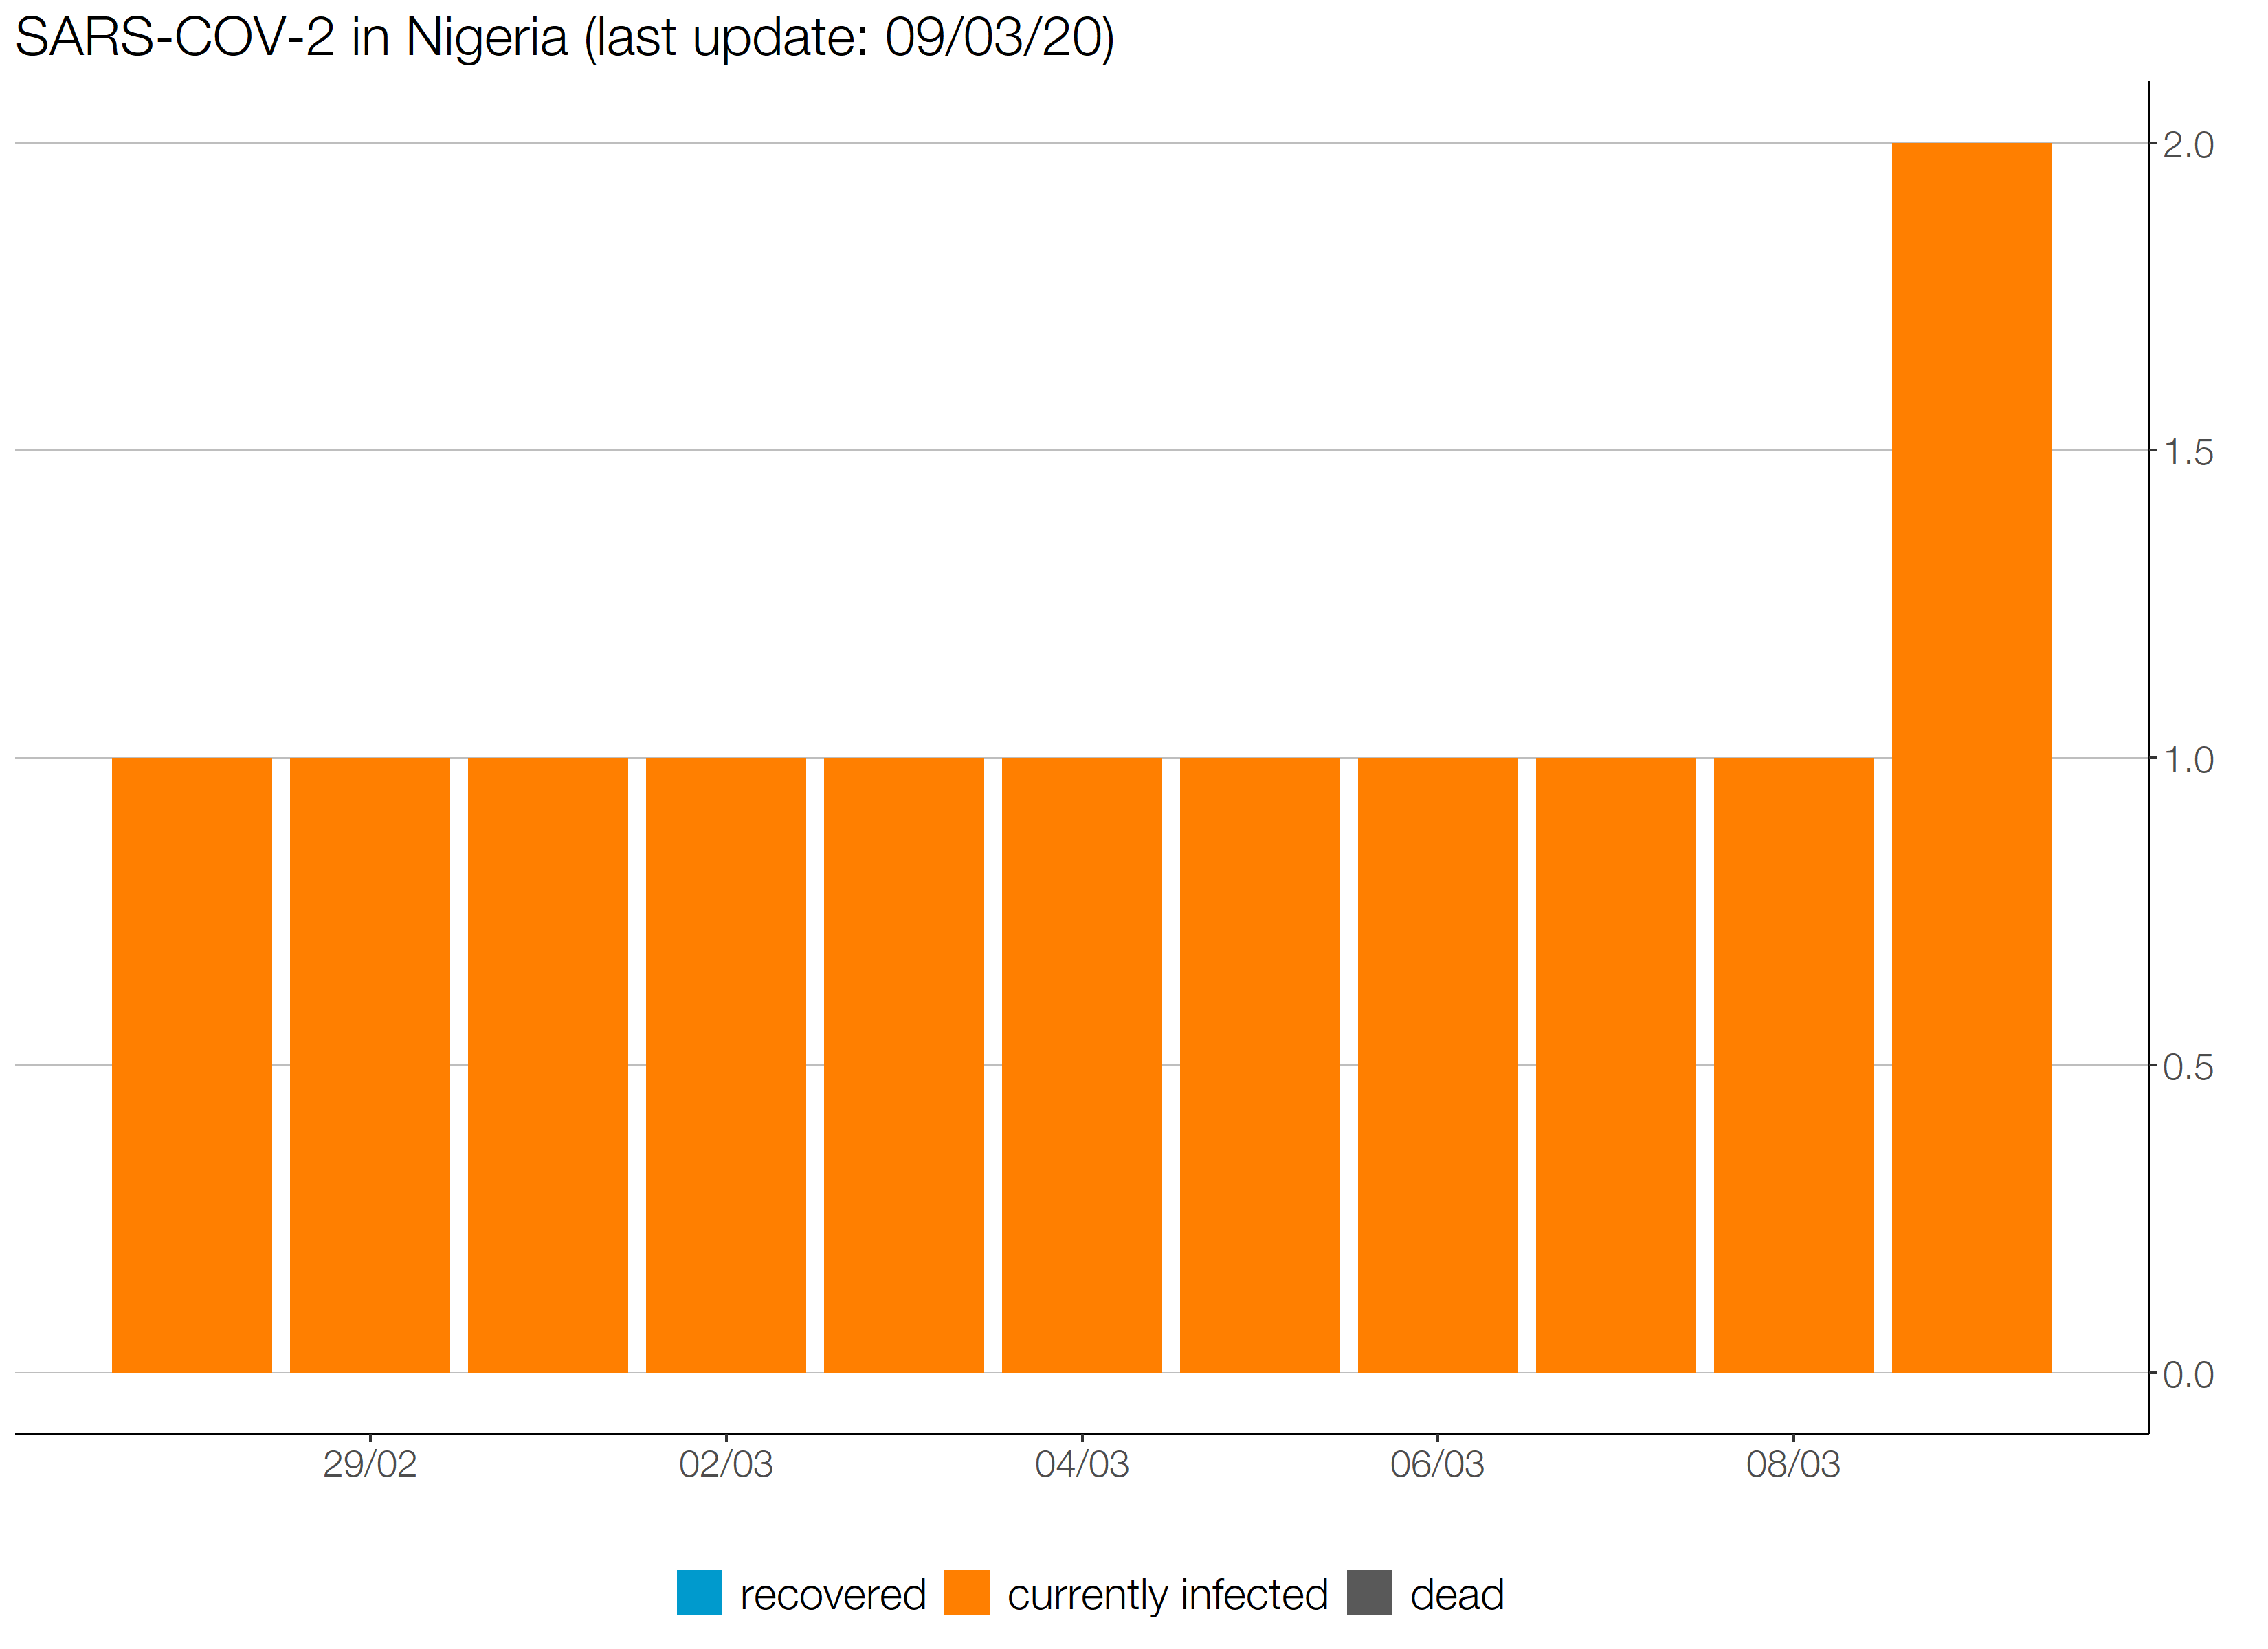 SARS-COV-2 in Nigeria (last update: 09/03/20)
2.0
1.5
1.0
0.5
0.0
29/02 02/03 04/03 06/03 08/03
recovered currently infected dead